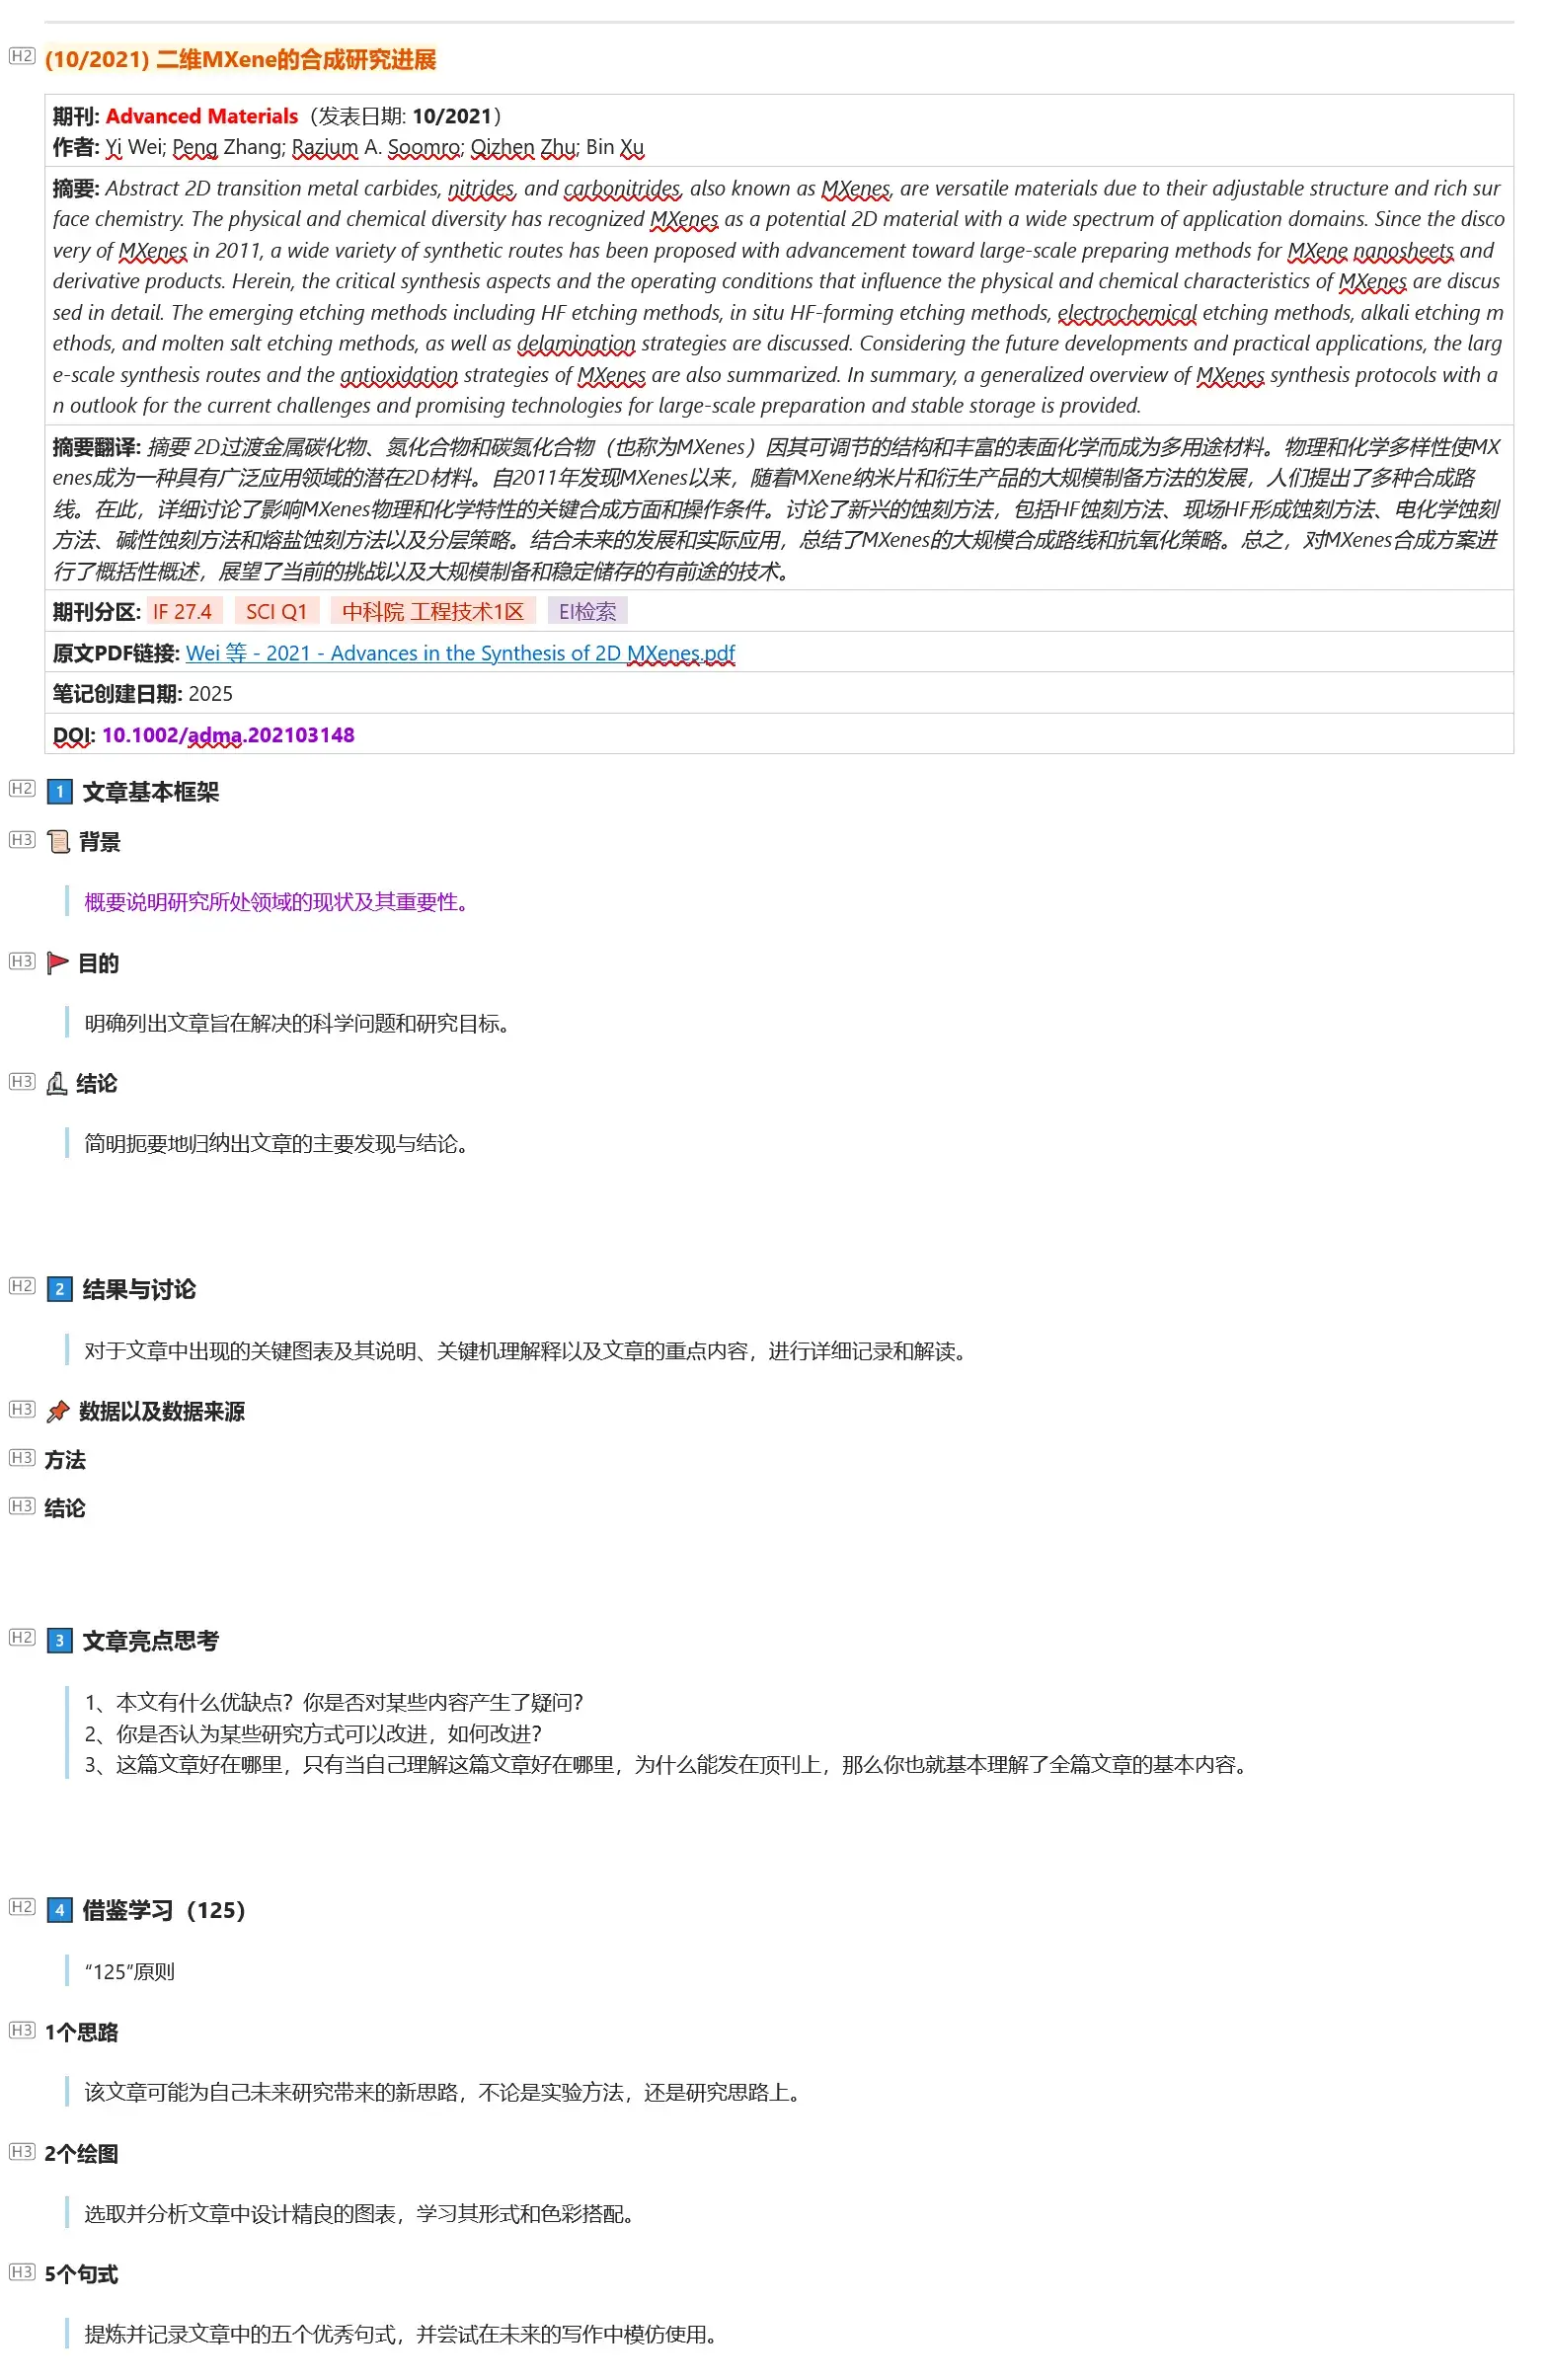 H2 (10/2021) 二维MXene的合成研究进展
期刊: Advanced Materials（发表日期: 10/2021）
作者: Yi Wei; Peng Zhang; Razium A. Soomro; Qizhen Zhu; Bin Xu
摘要: Abstract 2D transition metal carbides, nitrides, and carbonitrides, also known as MXenes, are versatile materials due to their adjustable structure and rich sur
face chemistry. The physical and chemical diversity has recognized MXenes as a potential 2D material with a wide spectrum of application domains. Since the disco
very of MXenes in 2011, a wide variety of synthetic routes has been proposed with advancement toward large-scale preparing methods for MXene nanosheets and
derivative products. Herein, the critical synthesis aspects and the operating conditions that influence the physical and chemical characteristics of MXenes are discus
sed in detail. The emerging etching methods including HF etching methods, in situ HF-forming etching methods, electrochemical etching methods, alkali etching m
ethods, and molten salt etching methods, as well as delamination strategies are discussed. Considering the future developments and practical applications, the larg
e-scale synthesis routes and the antioxidation strategies of MXenes are also summarized. In summary, a generalized overview of MXenes synthesis protocols with a
n outlook for the current challenges and promising technologies for large-scale preparation and stable storage is provided.
摘要翻译: 摘要 2D过渡金属碳化物、氮化合物和碳氮化合物（也称为MXenes）因其可调节的结构和丰富的表面化学而成为多用途材料。物理和化学多样性使MX
enes成为一种具有广泛应用领域的潜在2D材料。自2011年发现MXenes以来，随着MXene纳米片和衍生产品的大规模制备方法的发展，人们提出了多种合成路
线。在此，详细讨论了影响MXenes物理和化学特性的关键合成方面和操作条件。讨论了新兴的蚀刻方法，包括HF蚀刻方法、现场HF形成蚀刻方法、电化学蚀刻
方法、碱性蚀刻方法和熔盐蚀刻方法以及分层策略。结合未来的发展和实际应用，总结了MXenes的大规模合成路线和抗氧化策略。总之，对MXenes合成方案进
行了概括性概述，展望了当前的挑战以及大规模制备和稳定储存的有前途的技术。
期刊分区: IF 27.4 SCI Q1 中科院 工程技术1区 EI检索
原文PDF链接: Wei 等 - 2021 - Advances in the Synthesis of 2D MXenes.pdf
笔记创建日期: 2025
DOI: 10.1002/adma.202103148
H2 1 文章基本框架
H3 背景
概要说明研究所处领域的现状及其重要性。
H3 目的
明确列出文章旨在解决的科学问题和研究目标。
H3 结论
简明扼要地归纳出文章的主要发现与结论。
H2 2 结果与讨论
对于文章中出现的关键图表及其说明、关键机理解释以及文章的重点内容，进行详细记录和解读。
H3 数据以及数据来源
H3 方法
H3 结论
H2 3 文章亮点思考
1、本文有什么优缺点？你是否对某些内容产生了疑问？
2、你是否认为某些研究方式可以改进，如何改进？
3、这篇文章好在哪里，只有当自己理解这篇文章好在哪里，为什么能发在顶刊上，那么你也就基本理解了全篇文章的基本内容。
H2 4 借鉴学习（125）
“125”原则
H3 1个思路
该文章可能为自己未来研究带来的新思路，不论是实验方法，还是研究思路上。
H3 2个绘图
选取并分析文章中设计精良的图表，学习其形式和色彩搭配。
H3 5个句式
提炼并记录文章中的五个优秀句式，并尝试在未来的写作中模仿使用。